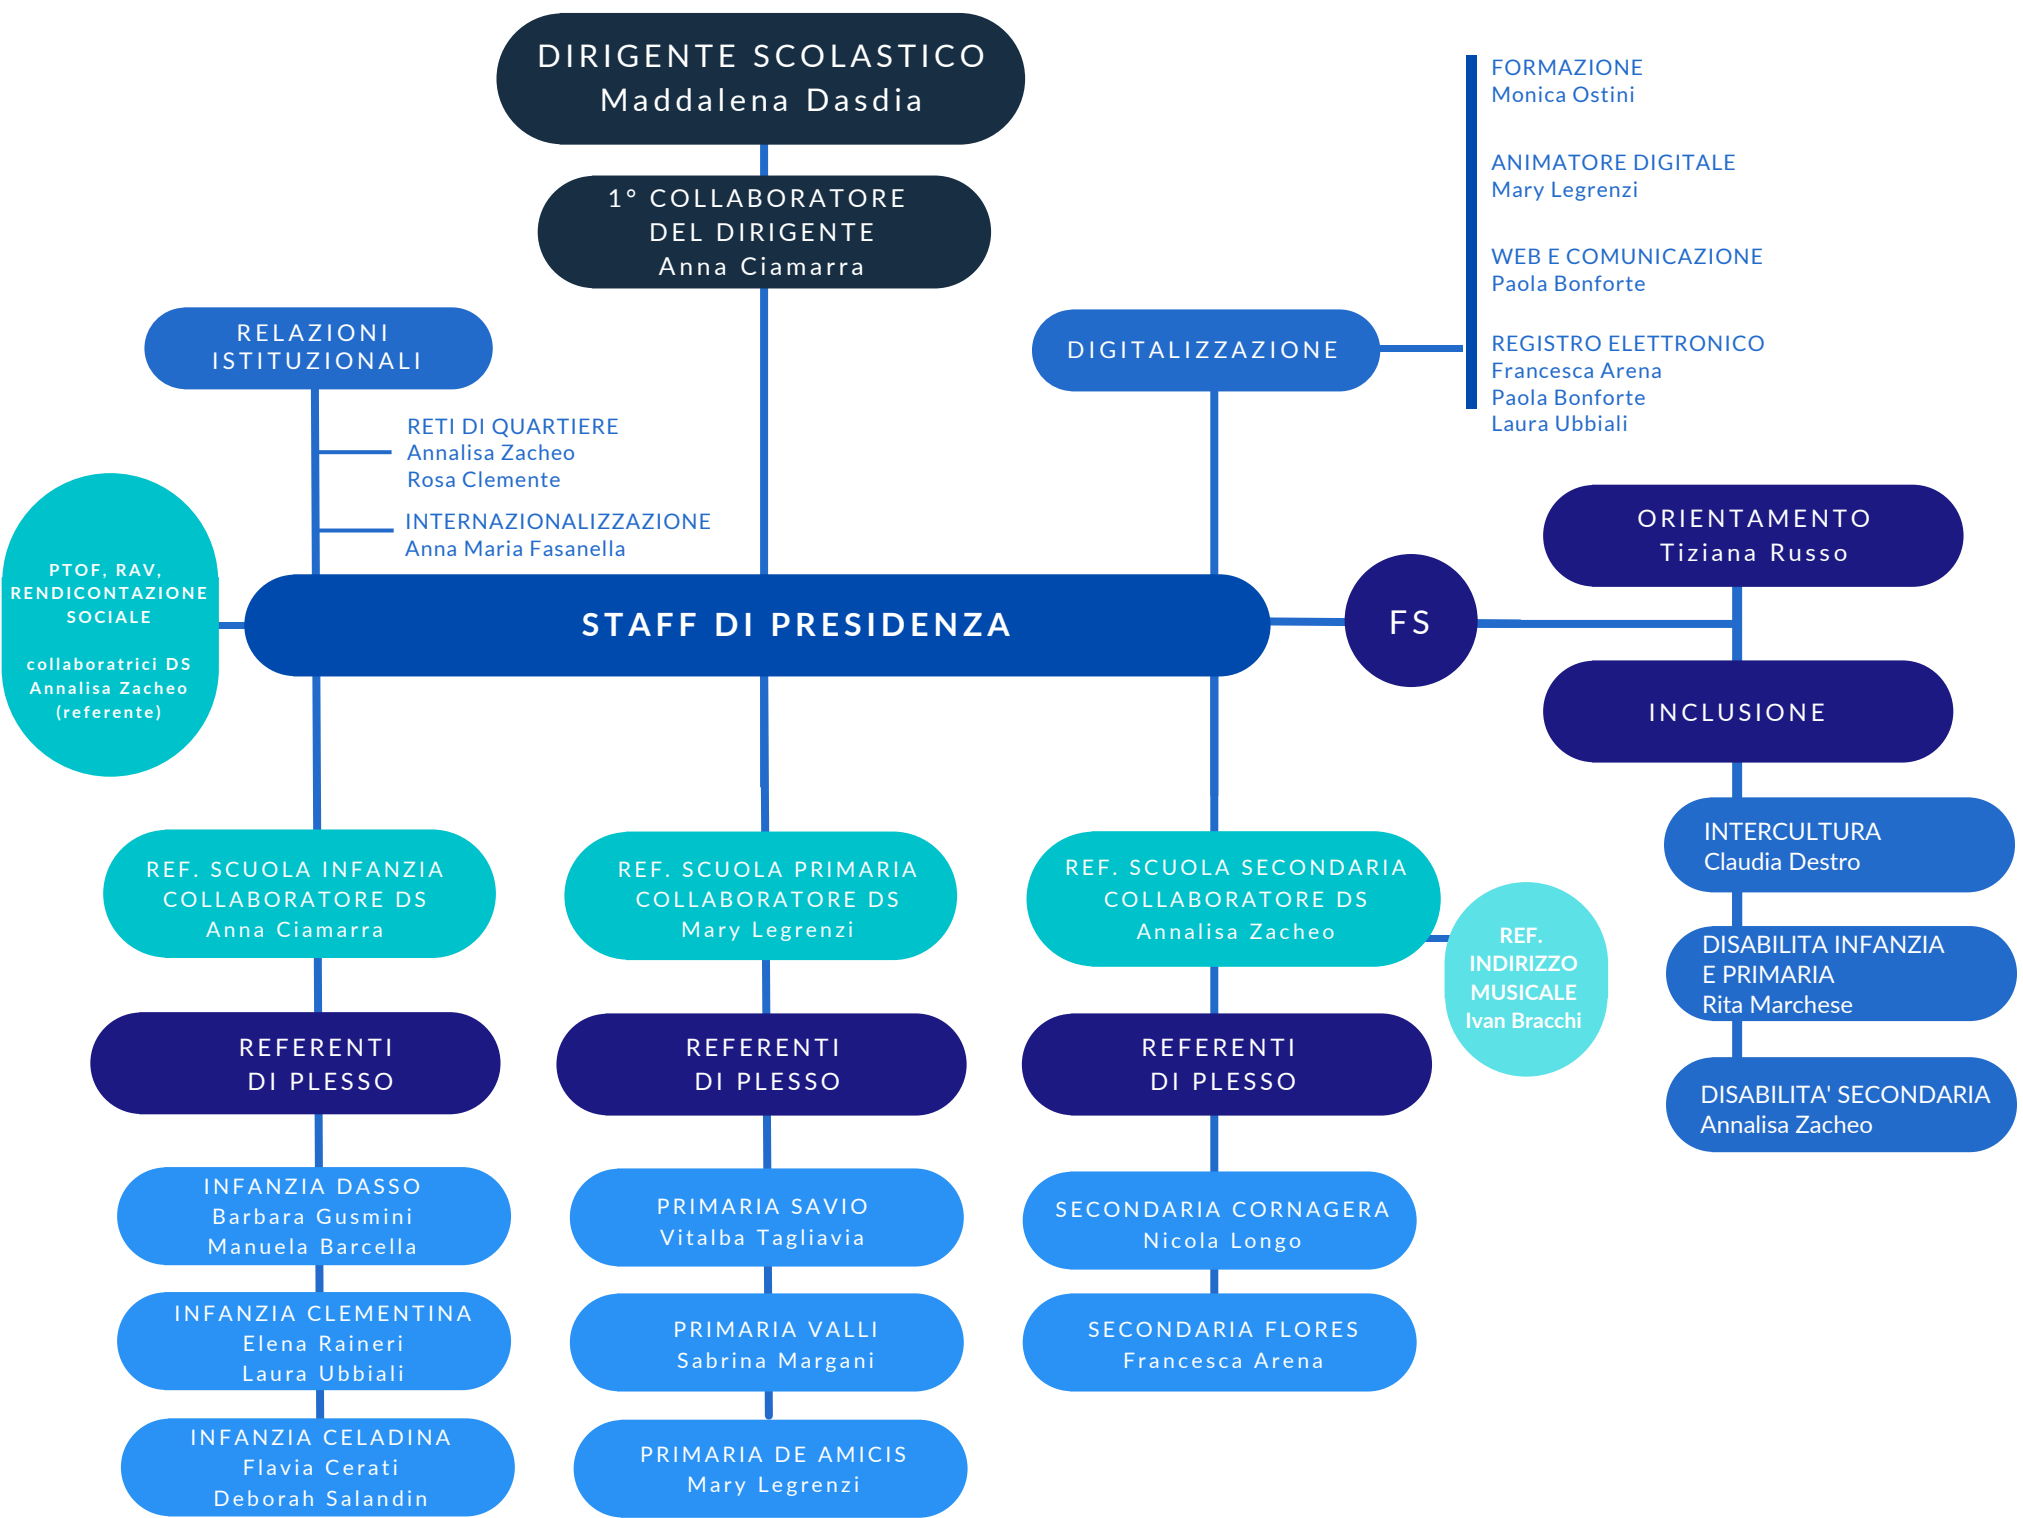 DIRIGENTE SCOLASTICO
Maddalena Dasdia
1° COLLABORATORE
DEL DIRIGENTE
Anna Ciamarra
FORMAZIONE
Monica Ostini
ANIMATORE DIGITALE
Mary Legrenzi
WEB E COMUNICAZIONE
Paola Bonforte
REGISTRO ELETTRONICO
Francesca Arena
Paola Bonforte
Laura Ubbiali
DIGITALIZZAZIONE
RELAZIONI
ISTITUZIONALI
RETI DI QUARTIERE
Annalisa Zacheo
Rosa Clemente
INTERNAZIONALIZZAZIONE
Anna Maria Fasanella
PTOF, RAV,
RENDICONTAZIONE
SOCIALE
collaboratrici DS
Annalisa Zacheo
(referente)
STAFF DI PRESIDENZA
FS
ORIENTAMENTO
Tiziana Russo
INCLUSIONE
INTERCULTURA
Claudia Destro
DISABILITA INFANZIA
E PRIMARIA
Rita Marchese
DISABILITA' SECONDARIA
Annalisa Zacheo
REF. SCUOLA INFANZIA
COLLABORATORE DS
Anna Ciamarra
REFERENTI
DI PLESSO
INFANZIA DASSO
Barbara Gusmini
Manuela Barcella
INFANZIA CLEMENTINA
Elena Raineri
Laura Ubbiali
INFANZIA CELADINA
Flavia Cerati
Deborah Salandin
REF. SCUOLA PRIMARIA
COLLABORATORE DS
Mary Legrenzi
REFERENTI
DI PLESSO
PRIMARIA SAVIO
Vitalba Tagliavia
PRIMARIA VALLI
Sabrina Margani
PRIMARIA DE AMICIS
Mary Legrenzi
REF. SCUOLA SECONDARIA
COLLABORATORE DS
Annalisa Zacheo
REF.
INDIRIZZO
MUSICALE
Ivan Bracchi
REFERENTI
DI PLESSO
SECONDARIA CORNAGERA
Nicola Longo
SECONDARIA FLORES
Francesca Arena